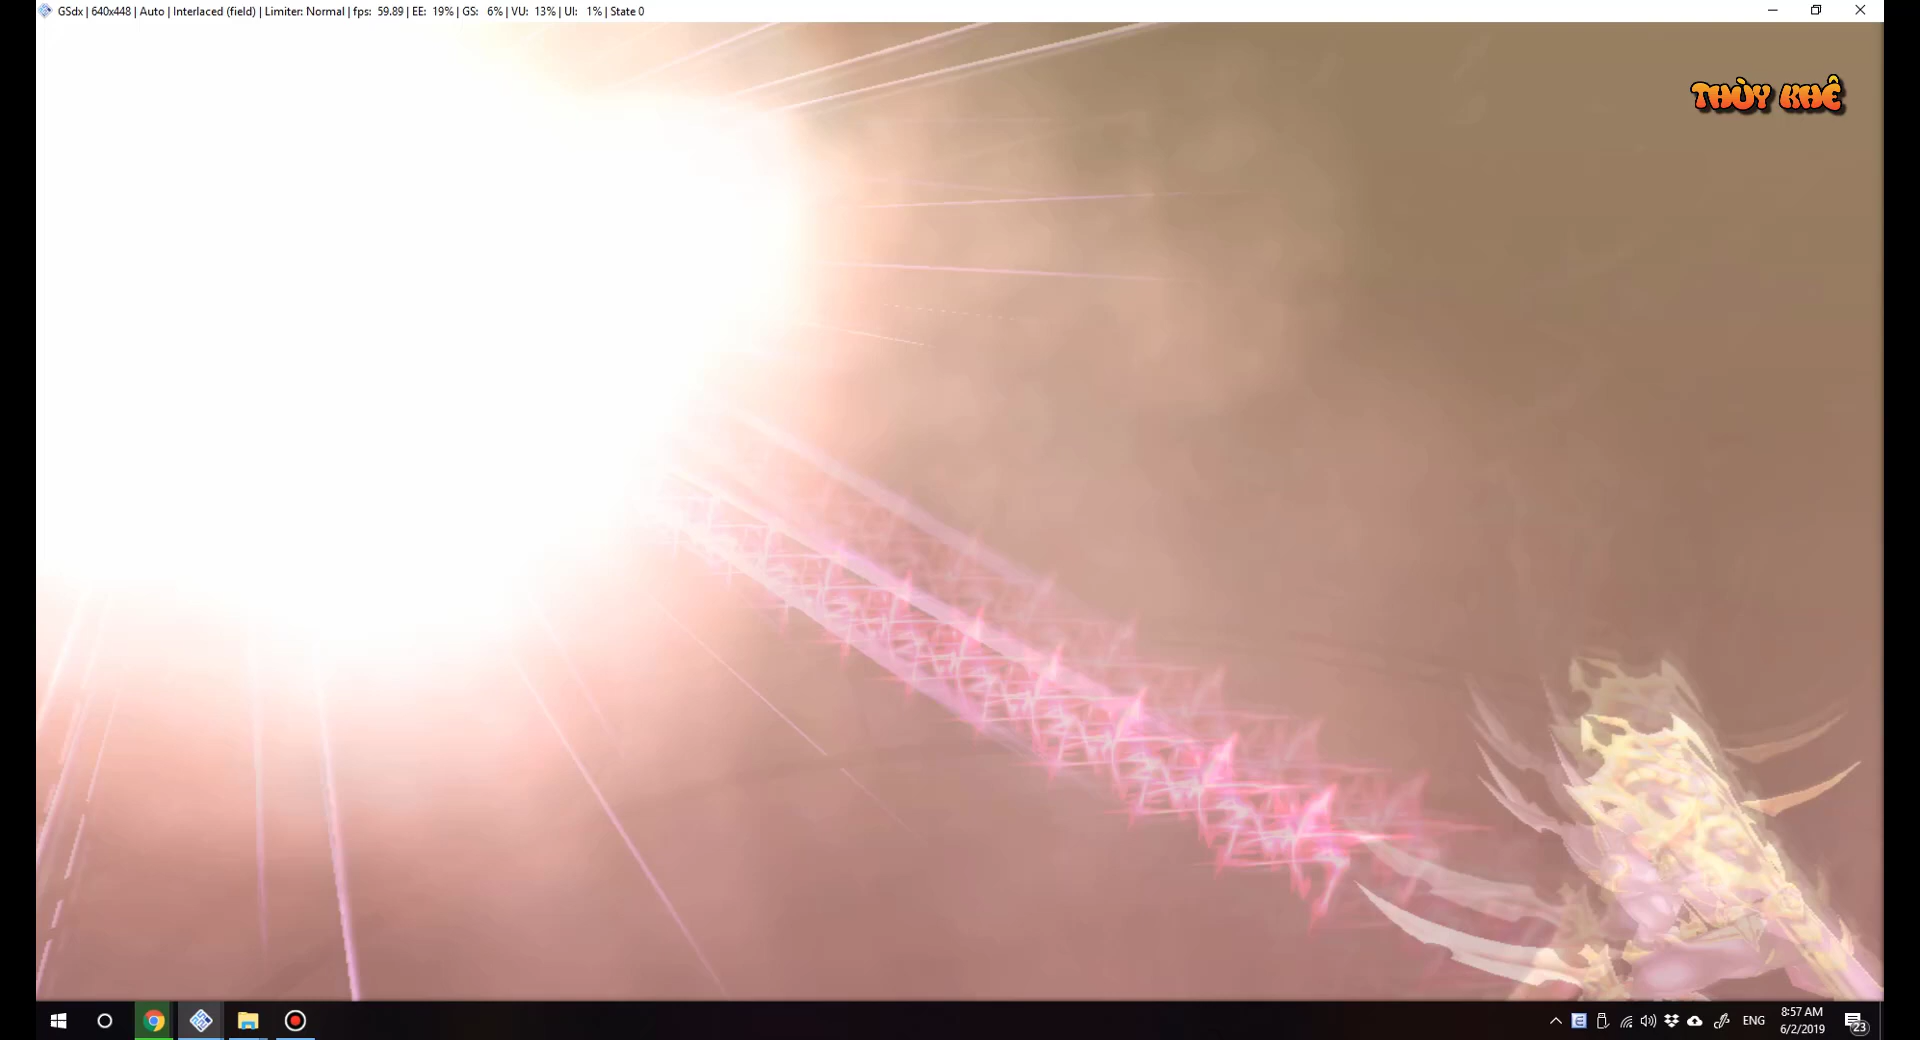 GSdx | 640x448 | Auto | Interlaced (field) | Limiter: Normal | fps: 59.89 | EE: 19% | GS: 6% | VU: 13% | UI: 1% | State 0
THÙY KHÊ
ENG
8:57 AM
6/2/2019
23